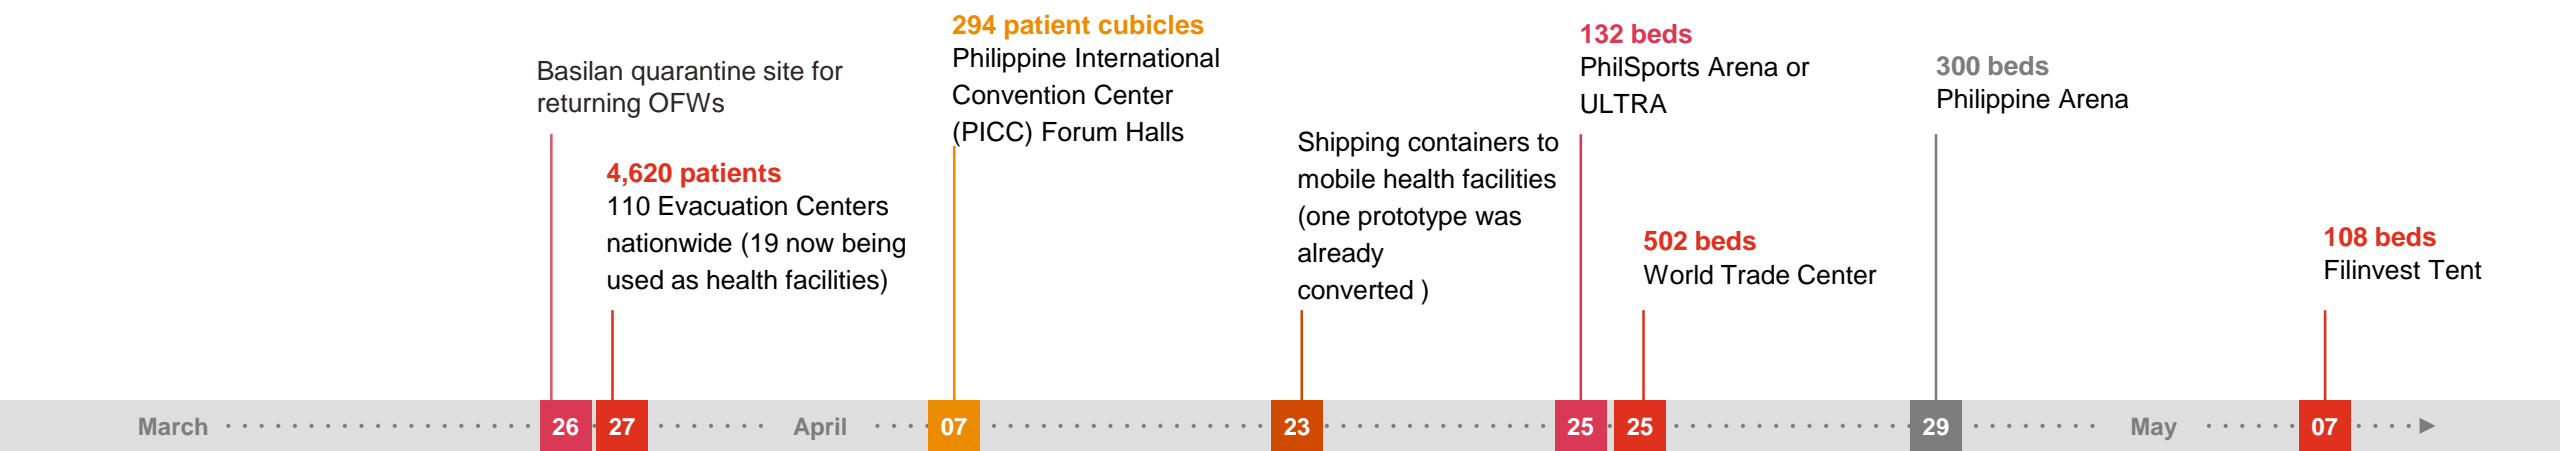 Basilan quarantine site for
returning OFWs
4,620 patients
110 Evacuation Centers
nationwide (19 now being
used as health facilities)
294 patient cubicles
Philippine International
Convention Center
(PICC) Forum Halls
Shipping containers to
mobile health facilities
(one prototype was
already
converted )
132 beds
PhilSports Arena or
ULTRA
502 beds
World Trade Center
300 beds
Philippine Arena
108 beds
Filinvest Tent
March 26 27 April 07 23 25 25 29 May 07